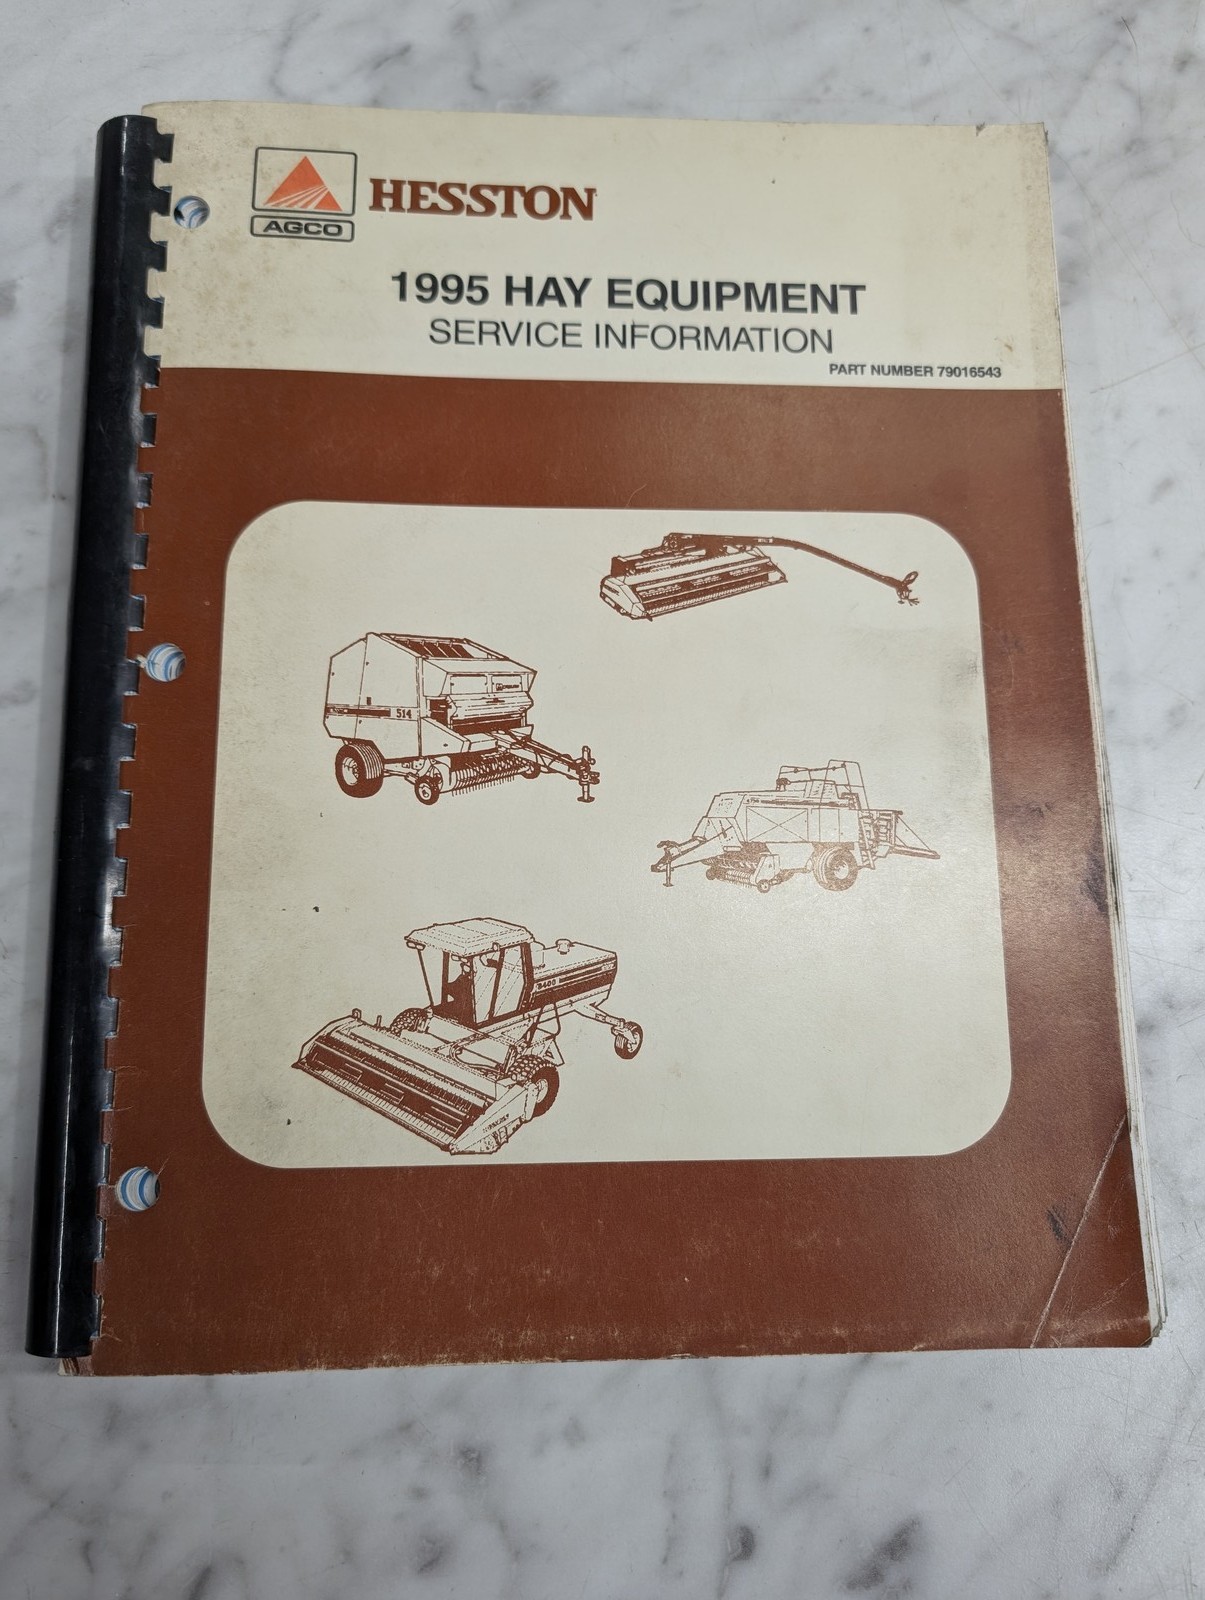 AGCO
HESSTON
1995 HAY EQUIPMENT
SERVICE INFORMATION
PART NUMBER 79016543
514
8400